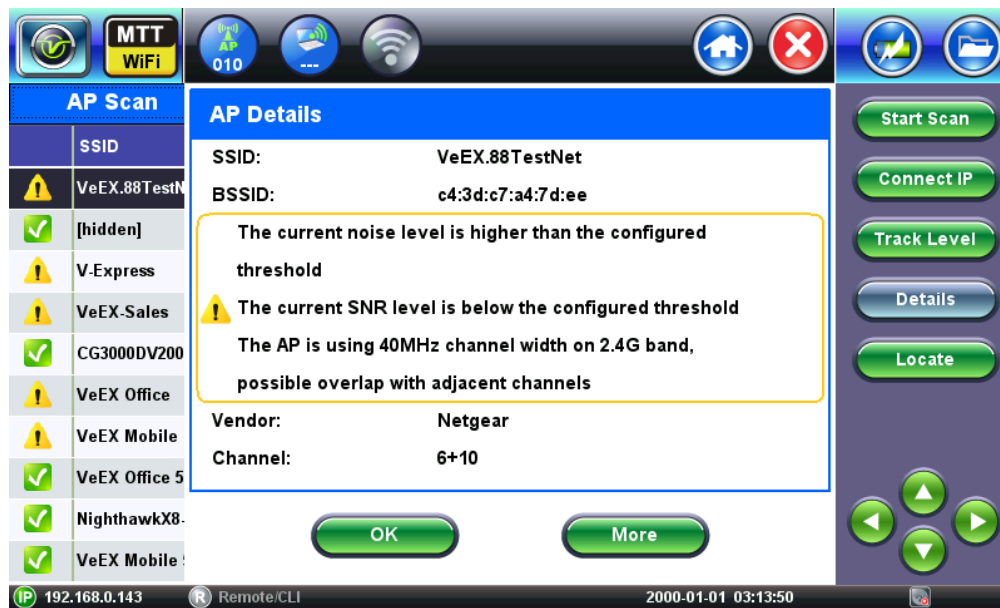 MTT
WiFi
AP
010
---
AP Scan
SSID
VeEX.88TestN
[hidden]
V-Express
VeEX-Sales
CG3000DV200
VeEX Office
VeEX Mobile
VeEX Office 5
NighthawkX8-
VeEX Mobile
AP Details
SSID: VeEX.88TestNet
BSSID: c4:3d:c7:a4:7d:ee
The current noise level is higher than the configured
threshold
The current SNR level is below the configured threshold
The AP is using 40MHz channel width on 2.4G band,
possible overlap with adjacent channels
Vendor: Netgear
Channel: 6+10
OK
More
Start Scan
Connect IP
Track Level
Details
Locate
IP 192.168.0.143
R Remote/CLI
2000-01-01 03:13:50